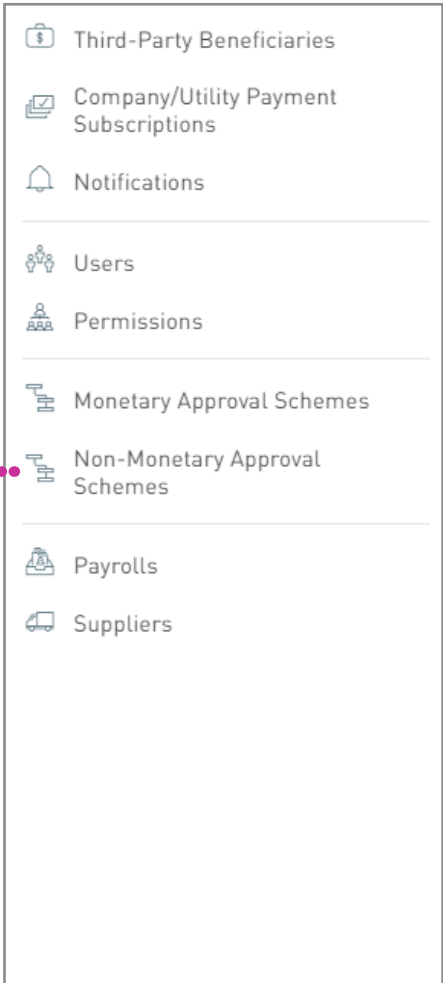 Third-Party Beneficiaries
Company/Utility Payment
Subscriptions
Notifications
Users
Permissions
Monetary Approval Schemes
Non-Monetary Approval
Schemes
Payrolls
Suppliers